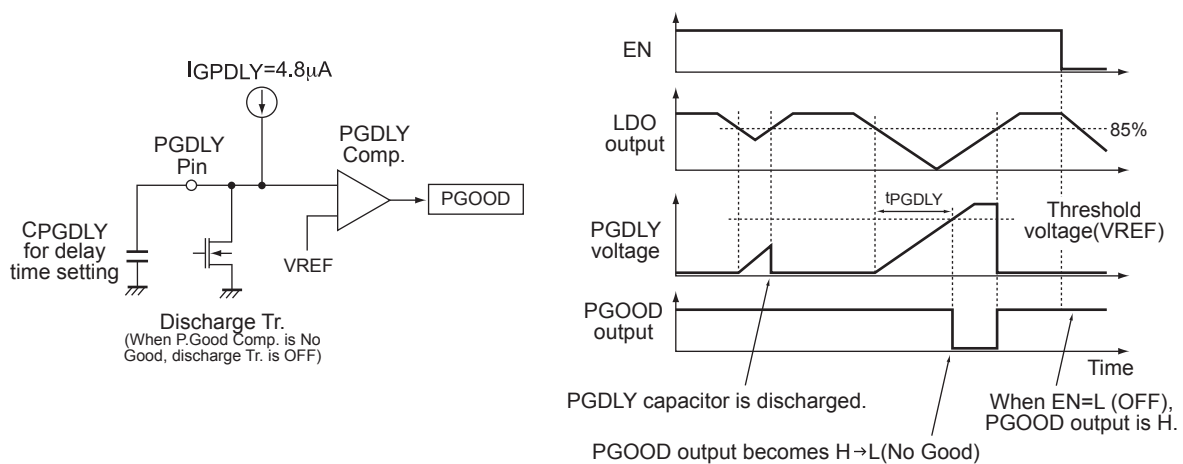 IGPDLY=4.8μA
PGDLY
Pin
PGDLY
Comp.
PGOOD
CPGDLY
for delay
time setting
VREF
Discharge Tr.
(When P.Good Comp. is No
Good, discharge Tr. is OFF)
EN
LDO
output
85%
PGDLY
voltage
tPGDLY
Threshold
voltage(VREF)
PGOOD
output
Time
PGDLY capacitor is discharged.
When EN=L (OFF),
PGOOD output is H.
PGOOD output becomes H→L(No Good)